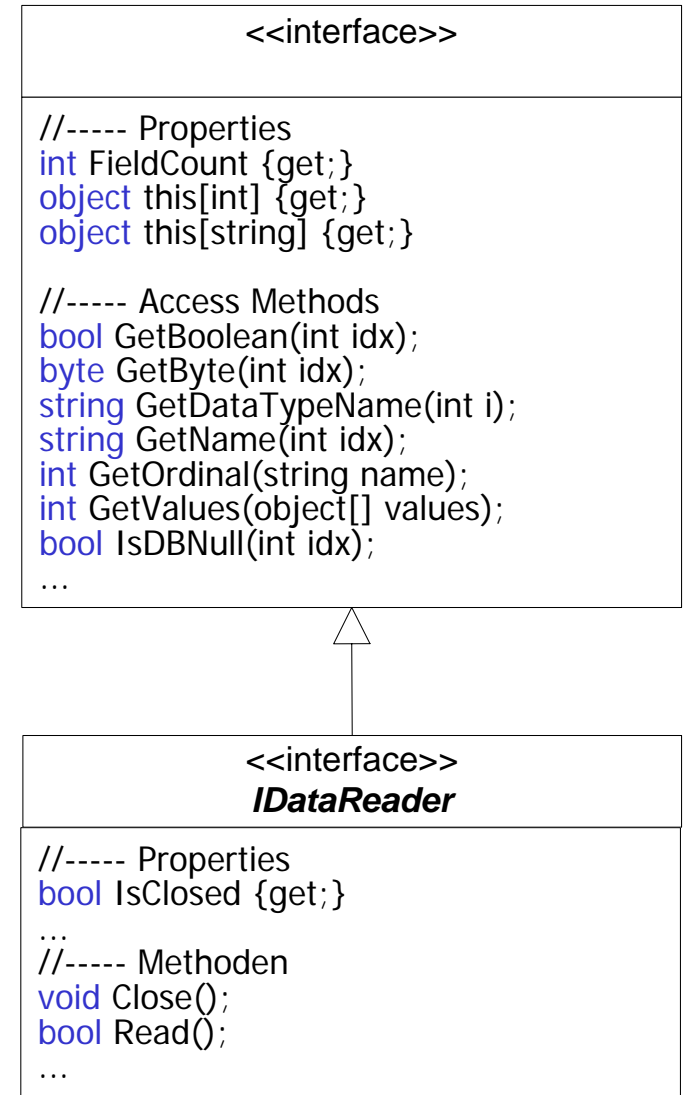 <<interface>>
//----- Properties
int FieldCount {get;}
object this[int] {get;}
object this[string] {get;}
//----- Access Methods
bool GetBoolean(int idx);
byte GetByte(int idx);
string GetDataTypeName(int i);
string GetName(int idx);
int GetOrdinal(string name);
int GetValues(object[] values);
bool IsDBNull(int idx);
...
<<interface>>
IDataReader
//----- Properties
bool IsClosed {get;}
...
//----- Methoden
void Close();
bool Read();
...